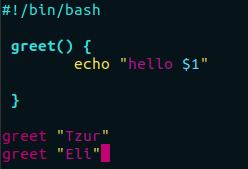 #!/bin/bash
greet() {
echo "hello $1"
}
greet "Tzur"
greet "Eli"